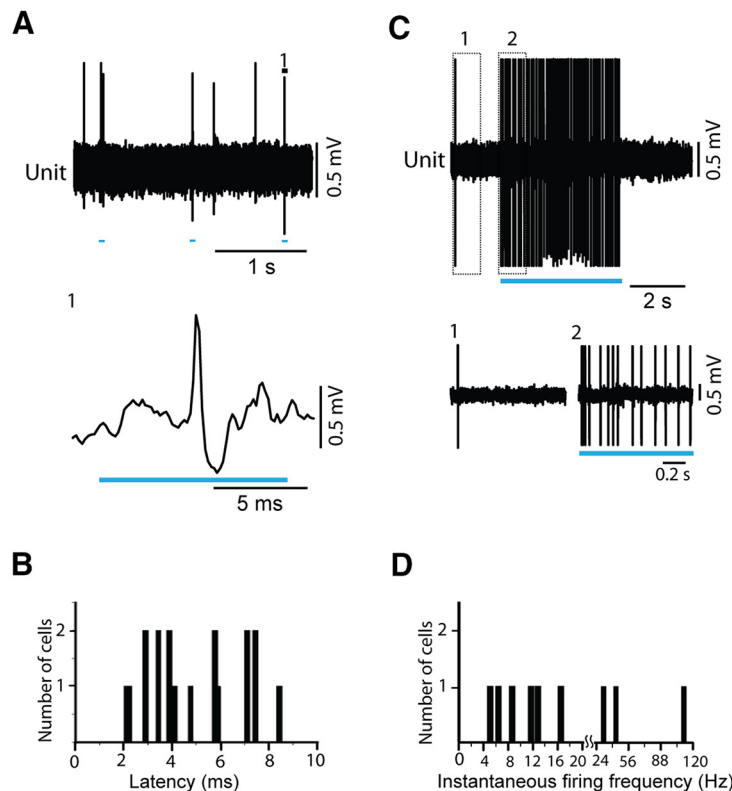 A
1
Unit
0.5 mV
1 s
1
0.5 mV
5 ms
B
Number of cells
2
1
0 2 4 6 8 10
Latency (ms)
C
1 2
Unit
0.5 mV
2 s
1 2
0.5 mV
0.2 s
D
Number of cells
2
1
0 4 8 12 16 20 24 56 88 120
Instantaneous firing frequency (Hz)